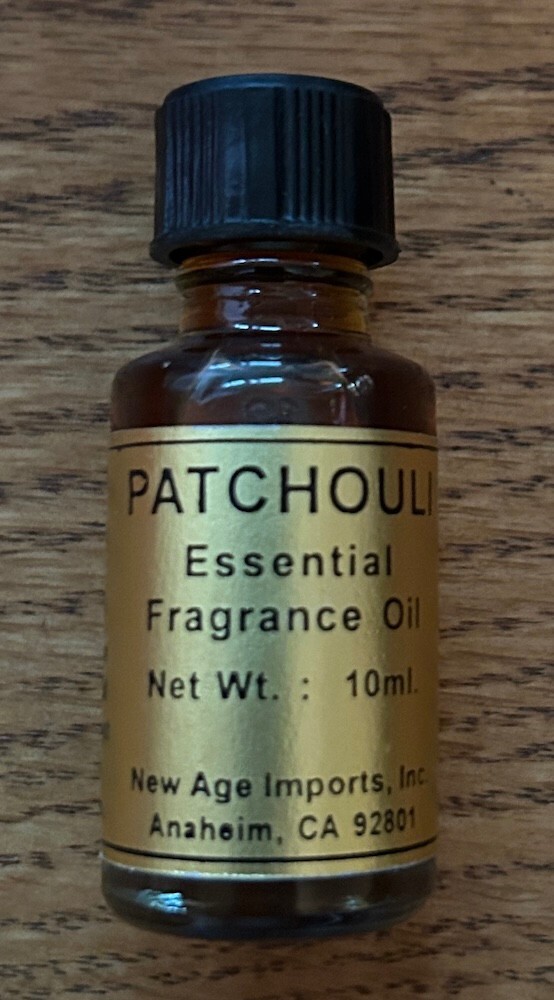 PATCHOULI
Essential
Fragrance Oil
Net Wt. : 10ml.
New Age Imports, Inc.
Anaheim, CA 92801